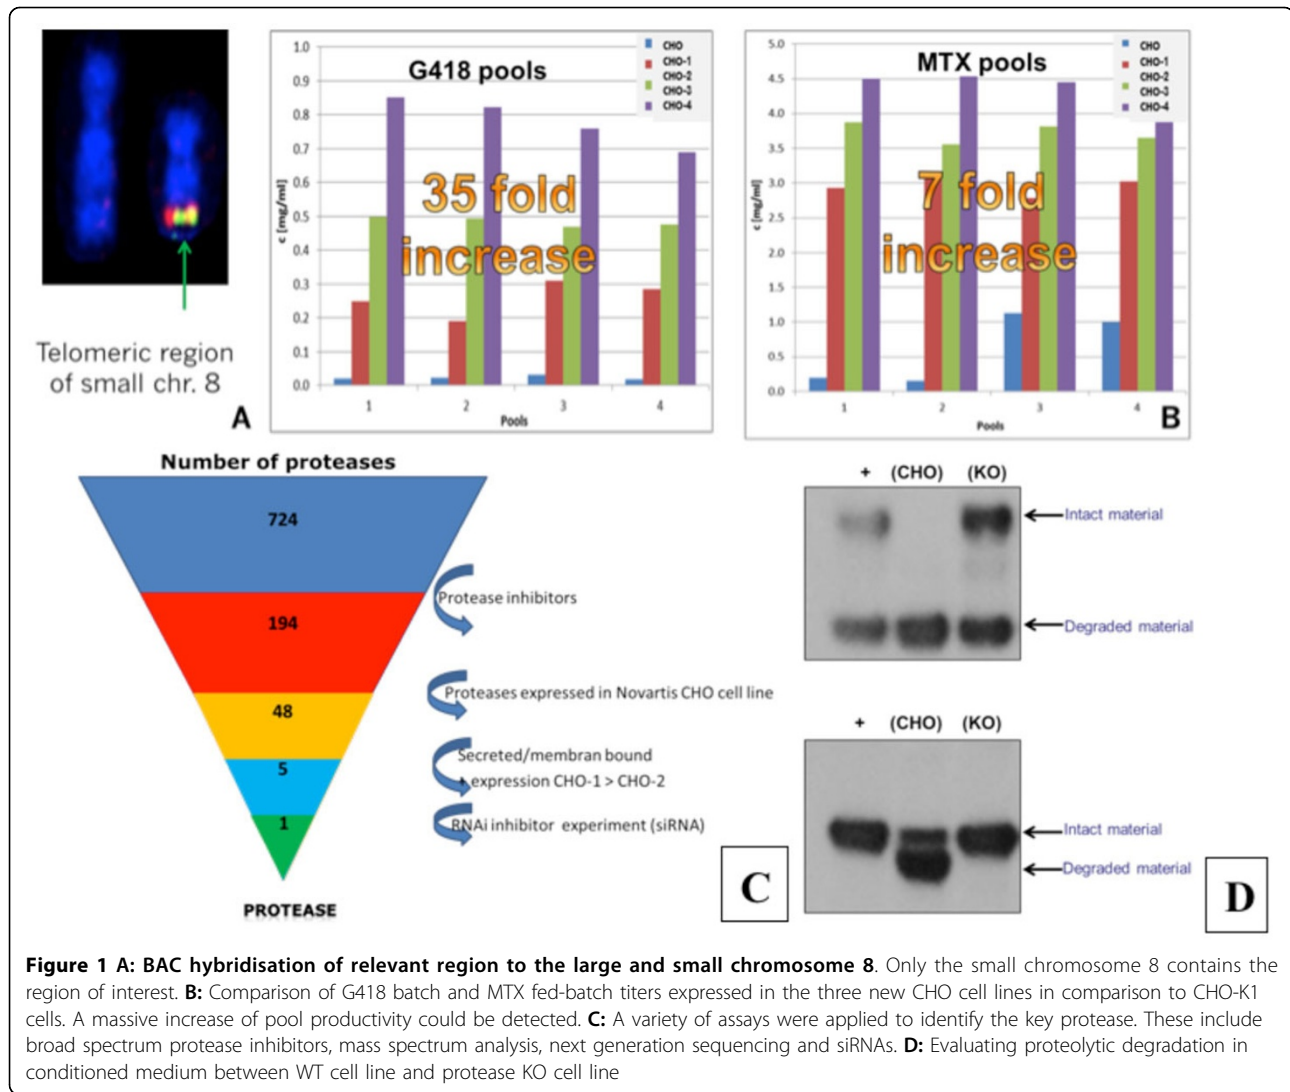 Telomeric region
of small chr. 8
A
G418 pools
CHO
CHO-1
CHO-2
CHO-3
CHO-4
1.0
0.9
0.8
0.7
0.6
0.5
0.4
0.3
0.2
0.1
0.0
c [mg/ml]
35 fold
increase
1 2 3 4
Pools
MTX pools
CHO
CHO-1
CHO-2
CHO-3
CHO-4
5.0
4.5
4.0
3.5
3.0
2.5
2.0
1.5
1.0
0.5
0.0
c [mg/ml]
7 fold
increase
1 2 3 4
Pools
B
Number of proteases
724
Protease inhibitors
194
Proteases expressed in Novartis CHO cell line
48
Secreted/membran bound
+ expression CHO-1 > CHO-2
5
RNAi inhibitor experiment (siRNA)
1
PROTEASE
C
+ (CHO) (KO)
Intact material
Degraded material
+ (CHO) (KO)
Intact material
Degraded material
D
Figure 1 A: BAC hybridisation of relevant region to the large and small chromosome 8. Only the small chromosome 8 contains the
region of interest. B: Comparison of G418 batch and MTX fed-batch titers expressed in the three new CHO cell lines in comparison to CHO-K1
cells. A massive increase of pool productivity could be detected. C: A variety of assays were applied to identify the key protease. These include
broad spectrum protease inhibitors, mass spectrum analysis, next generation sequencing and siRNAs. D: Evaluating proteolytic degradation in
conditioned medium between WT cell line and protease KO cell line